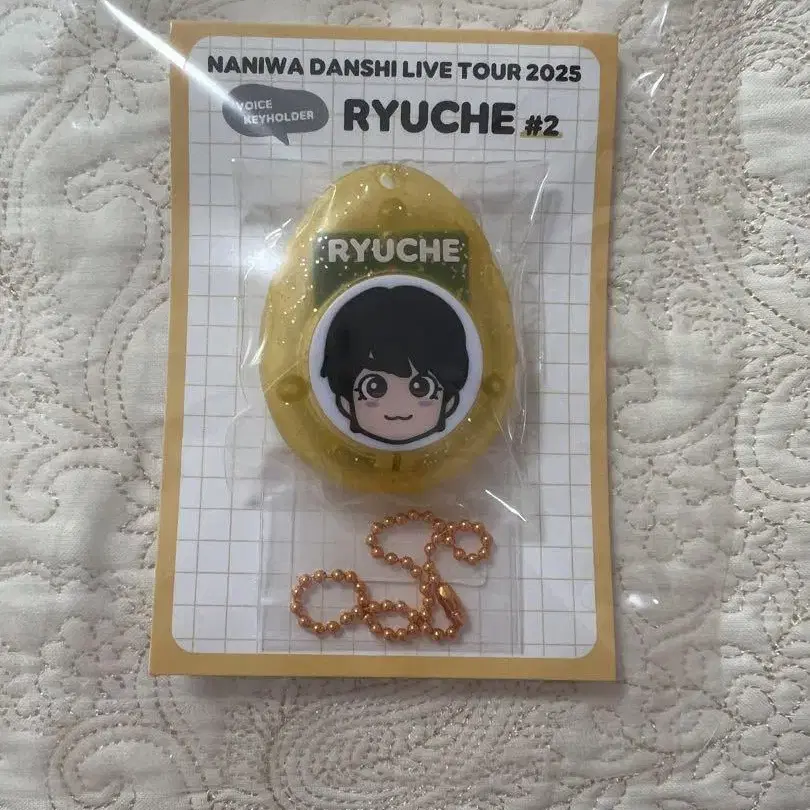 NANIWA DANSHI LIVE TOUR 2025
VOICE
KEYHOLDER
RYUCHE #2
RYUCHE